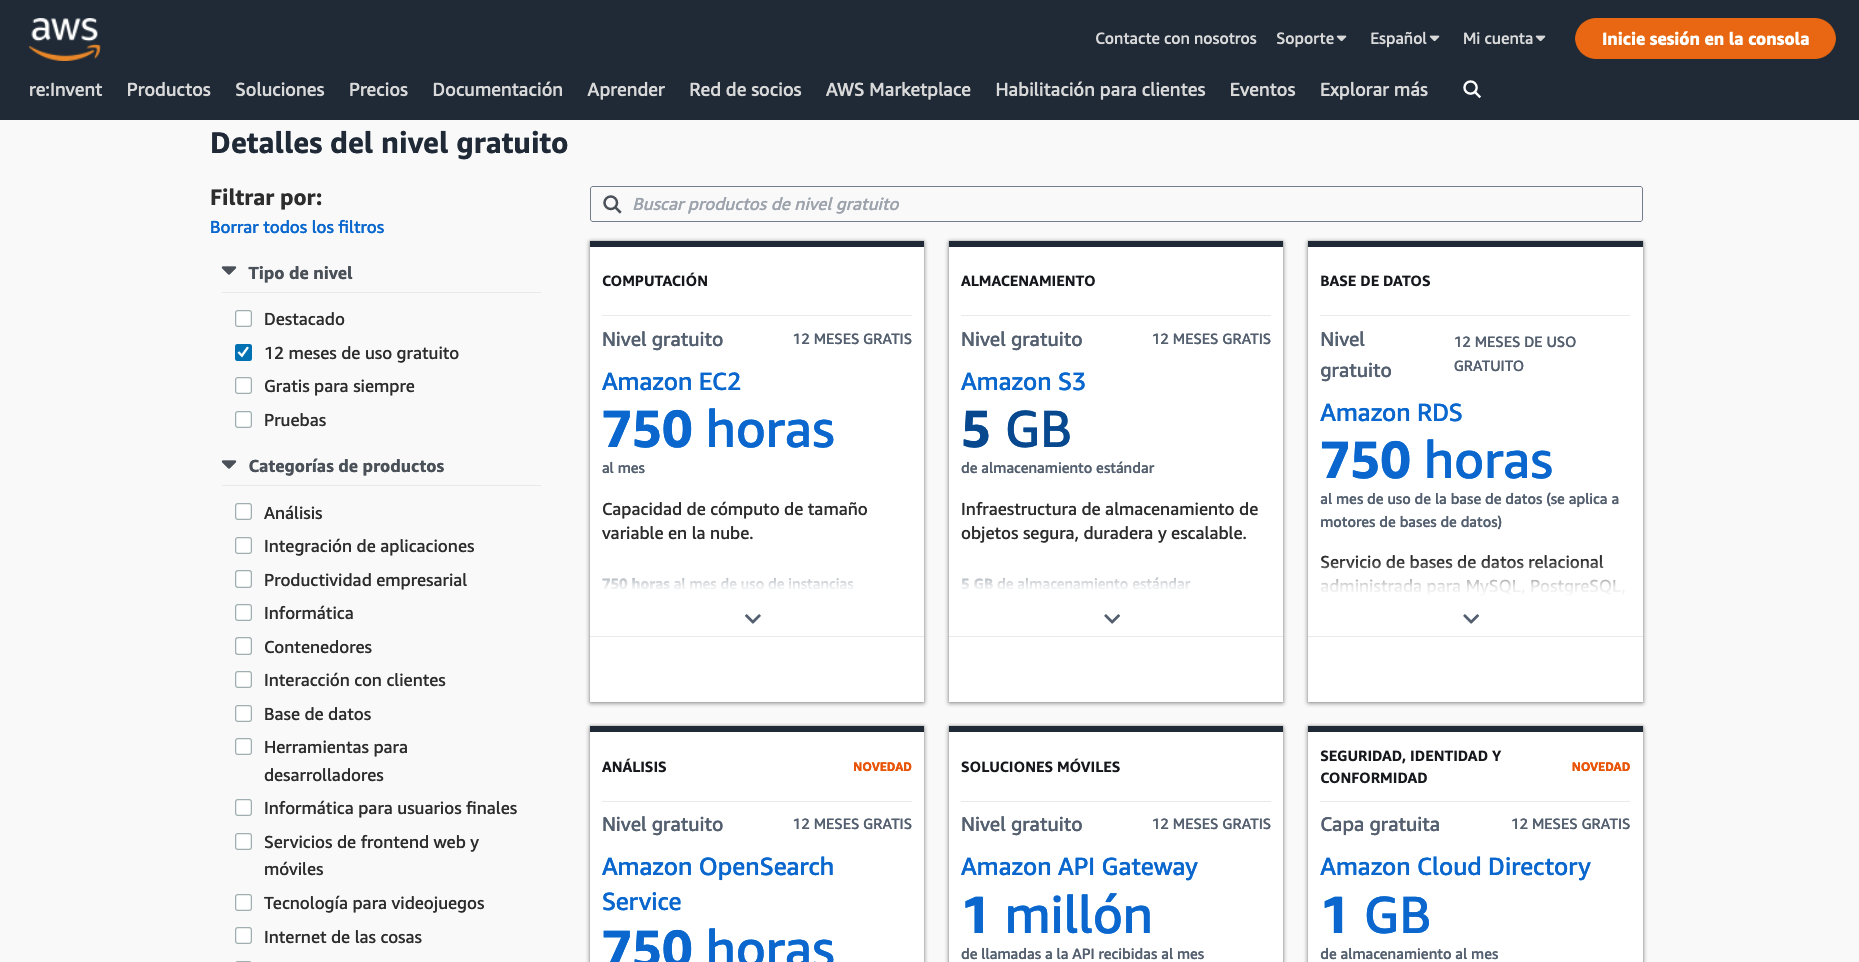 aws
Contacte con nosotros Soporte Español Mi cuenta Inicie sesión en la consola
re:Invent Productos Soluciones Precios Documentación Aprender Red de socios AWS Marketplace Habilitación para clientes Eventos Explorar más
Detalles del nivel gratuito
Filtrar por:
Borrar todos los filtros
Tipo de nivel
Destacado
12 meses de uso gratuito
Gratis para siempre
Pruebas
Categorías de productos
Análisis
Integración de aplicaciones
Productividad empresarial
Informática
Contenedores
Interacción con clientes
Base de datos
Herramientas para
desarrolladores
Informática para usuarios finales
Servicios de frontend web y
móviles
Tecnología para videojuegos
Internet de las cosas
Buscar productos de nivel gratuito
COMPUTACIÓN
Nivel gratuito 12 MESES GRATIS
Amazon EC2
750 horas
al mes
Capacidad de cómputo de tamaño
variable en la nube.
750 horas al mes de uso de instancias
ALMACENAMIENTO
Nivel gratuito 12 MESES GRATIS
Amazon S3
5 GB
de almacenamiento estándar
Infraestructura de almacenamiento de
objetos segura, duradera y escalable.
5 GB de almacenamiento estándar
BASE DE DATOS
Nivel
gratuito
12 MESES DE USO
GRATUITO
Amazon RDS
750 horas
al mes de uso de la base de datos (se aplica a
motores de bases de datos)
Servicio de bases de datos relacional
administrada para MySQL, PostgreSQL,
ANÁLISIS NOVEDAD
Nivel gratuito 12 MESES GRATIS
Amazon OpenSearch
Service
750 horas
SOLUCIONES MÓVILES
Nivel gratuito 12 MESES GRATIS
Amazon API Gateway
1 millón
de llamadas a la API recibidas al mes
SEGURIDAD, IDENTIDAD Y
CONFORMIDAD
NOVEDAD
Capa gratuita 12 MESES GRATIS
Amazon Cloud Directory
1 GB
de almacenamiento al mes